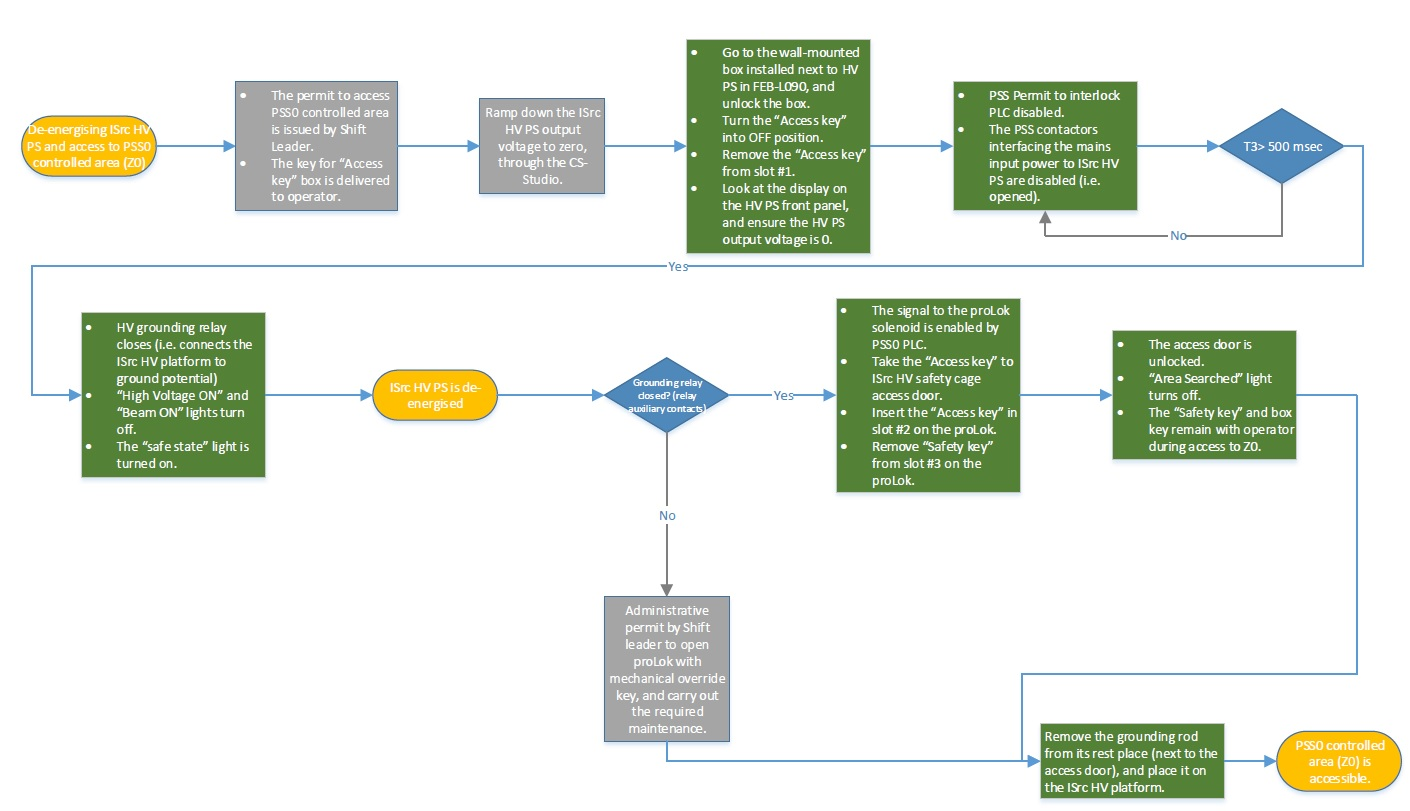 De-energising ISrc HV
PS and access to PSS0
controlled area (Z0)
• The permit to access
PSS0 controlled area
is issued by Shift
Leader.
• The key for “Access
key” box is delivered
to operator.
Ramp down the ISrc
HV PS output
voltage to zero,
through the CS-
Studio.
• Go to the wall-mounted
box installed next to HV
PS in FEB-L090, and
unlock the box.
• Turn the “Access key”
into OFF position.
• Remove the “Access key”
from slot #1.
• Look at the display on
the HV PS front panel,
and ensure the HV PS
output voltage is 0.
• PSS Permit to interlock
PLC disabled.
• The PSS contactors
interfacing the mains
input power to ISrc HV
PS are disabled (i.e.
opened).
T3> 500 msec
No
Yes
• HV grounding relay
closes (i.e. connects the
ISrc HV platform to
ground potential)
• “High Voltage ON” and
“Beam ON” lights turn
off.
• The “safe state” light is
turned on.
ISrc HV PS is de-
energised
Grounding relay
closed? (relay
auxiliary contacts)
Yes
• The signal to the proLok
solenoid is enabled by
PSS0 PLC.
• Take the “Access key” to
ISrc HV safety cage
access door.
• Insert the “Access key” in
slot #2 on the proLok.
• Remove “Safety key”
from slot #3 on the
proLok.
• The access door is
unlocked.
• “Area Searched” light
turns off.
• The “Safety key” and box
key remain with operator
during access to Z0.
No
Administrative
permit by Shift
leader to open
proLok with
mechanical override
key, and carry out
the required
maintenance.
Remove the grounding rod
from its rest place (next to the
access door), and place it on
the ISrc HV platform.
PSS0 controlled
area (Z0) is
accessible.